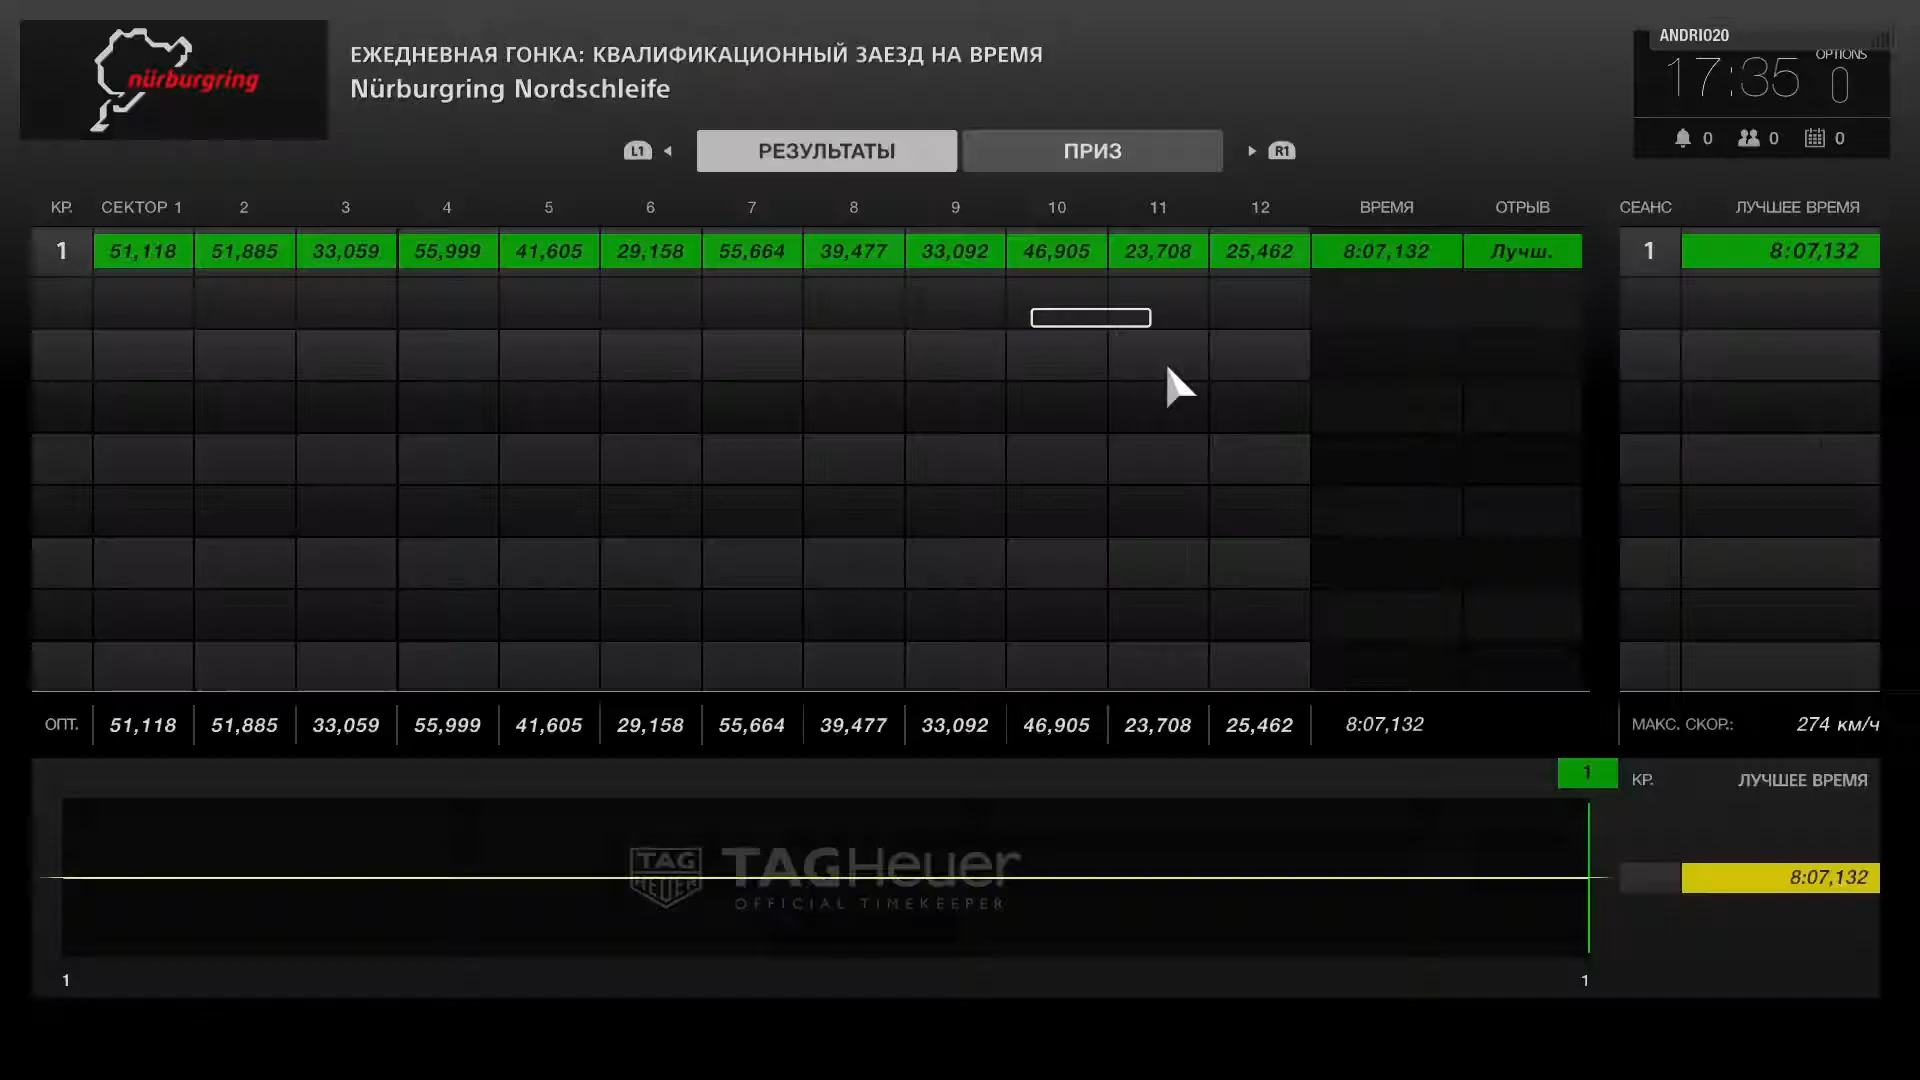 nürburgring
ЕЖЕДНЕВНАЯ ГОНКА: КВАЛИФИКАЦИОННЫЙ ЗАЕЗД НА ВРЕМЯ
Nürburgring Nordschleife
ANDRIO20
17:35
OPTIONS
0 0 0
L1 РЕЗУЛЬТАТЫ ПРИЗ R1
КР. СЕКТОР 1 2 3 4 5 6 7 8 9 10 11 12 ВРЕМЯ ОТРЫВ
1 51,118 51,885 33,059 55,999 41,605 29,158 55,664 39,477 33,092 46,905 23,708 25,462 8:07,132 Лучш.
СЕАНС ЛУЧШЕЕ ВРЕМЯ
1 8:07,132
ОПТ. 51,118 51,885 33,059 55,999 41,605 29,158 55,664 39,477 33,092 46,905 23,708 25,462 8:07,132
МАКС. СКОР.: 274 км/ч
1
КР. ЛУЧШЕЕ ВРЕМЯ
TAG HEUER
TAGHeuer
OFFICIAL TIMEKEEPER
8:07,132
1 1